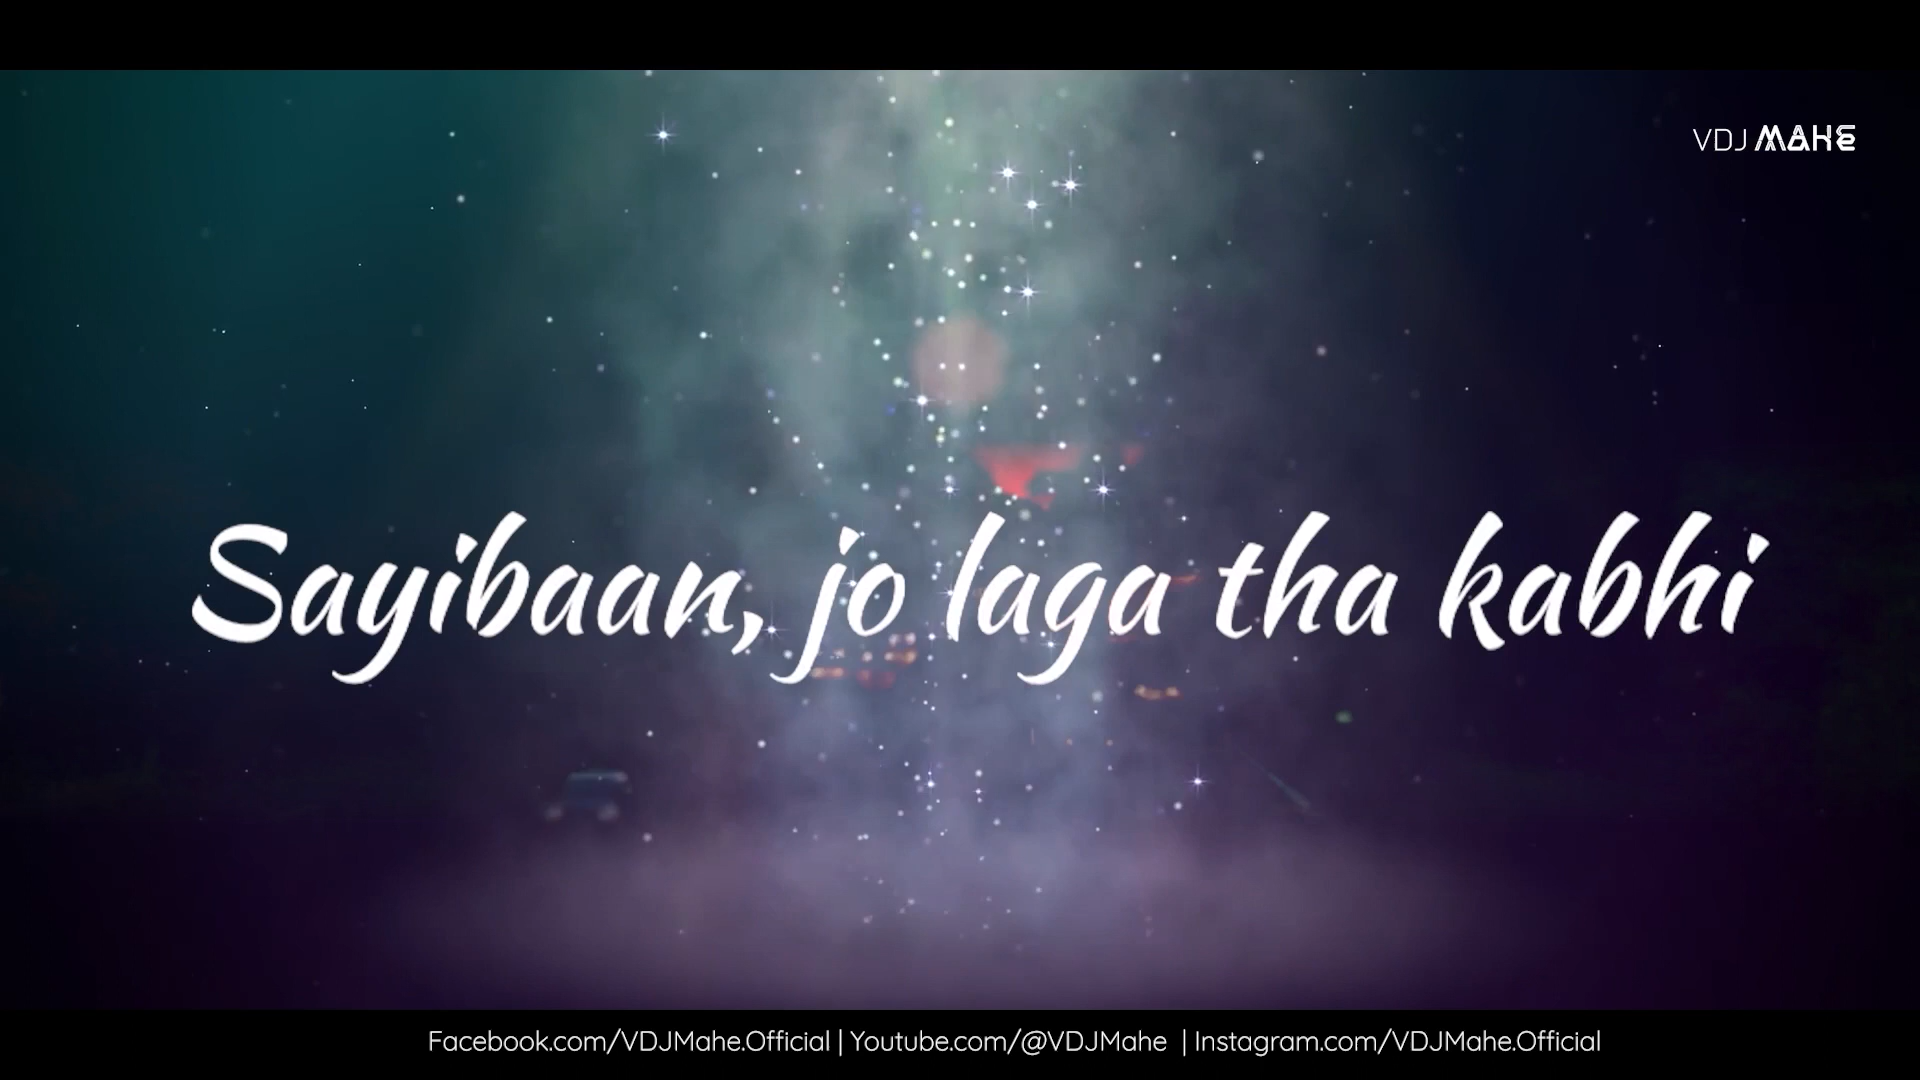 VDJ MAHE
Sayibaan, jo laga tha kabhi
Facebook.com/VDJMahe.Official | Youtube.com/@VDJMahe | Instagram.com/VDJMahe.Official